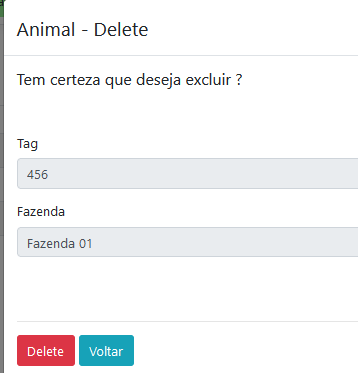 Animal - Delete
Tem certeza que deseja excluir ?
Tag
456
Fazenda
Fazenda 01
Delete Voltar